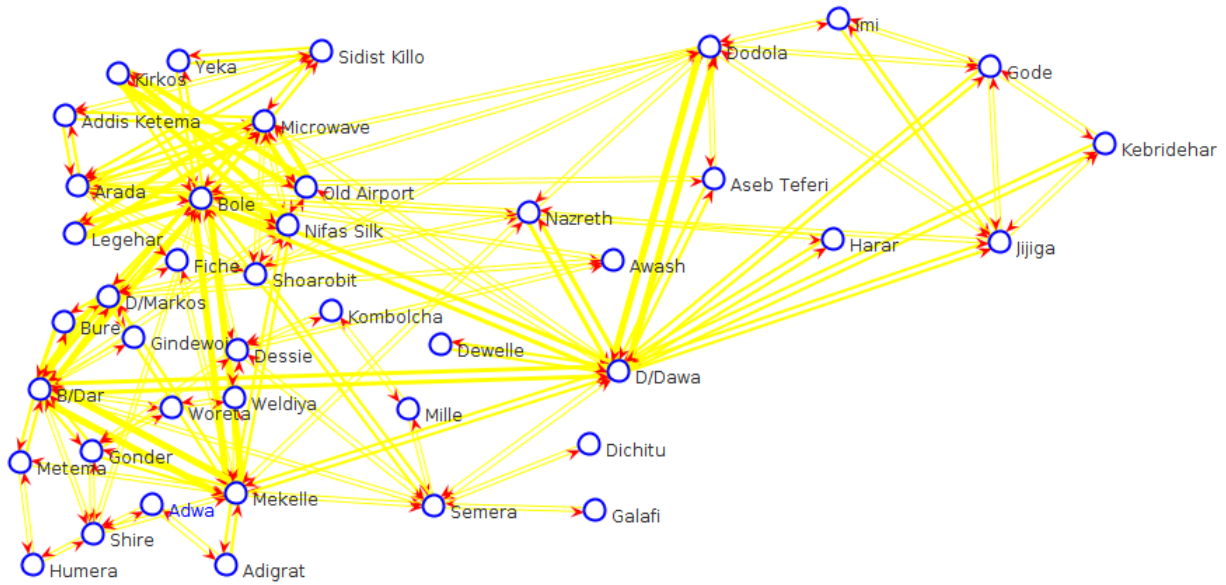 Imi
Dodola
Sidist Killo
Yeka
Gode
Kirkos
Addis Ketema
Microwave
Kebridehar
Arada
Old Airport
Aseb Teferi
Bole
Nazreth
Legehar
Nifas Silk
Harar
Jijiga
Fiche
Shoarobit
Awash
D/Markos
Kombolcha
Bure
Gindewoi
Dessie
Dewelle
D/Dawa
B/Dar
Woreta
Weldiya
Mille
Dichitu
Gonder
Metema
Mekelle
Adwa
Semera
Galafi
Shire
Humera
Adigrat